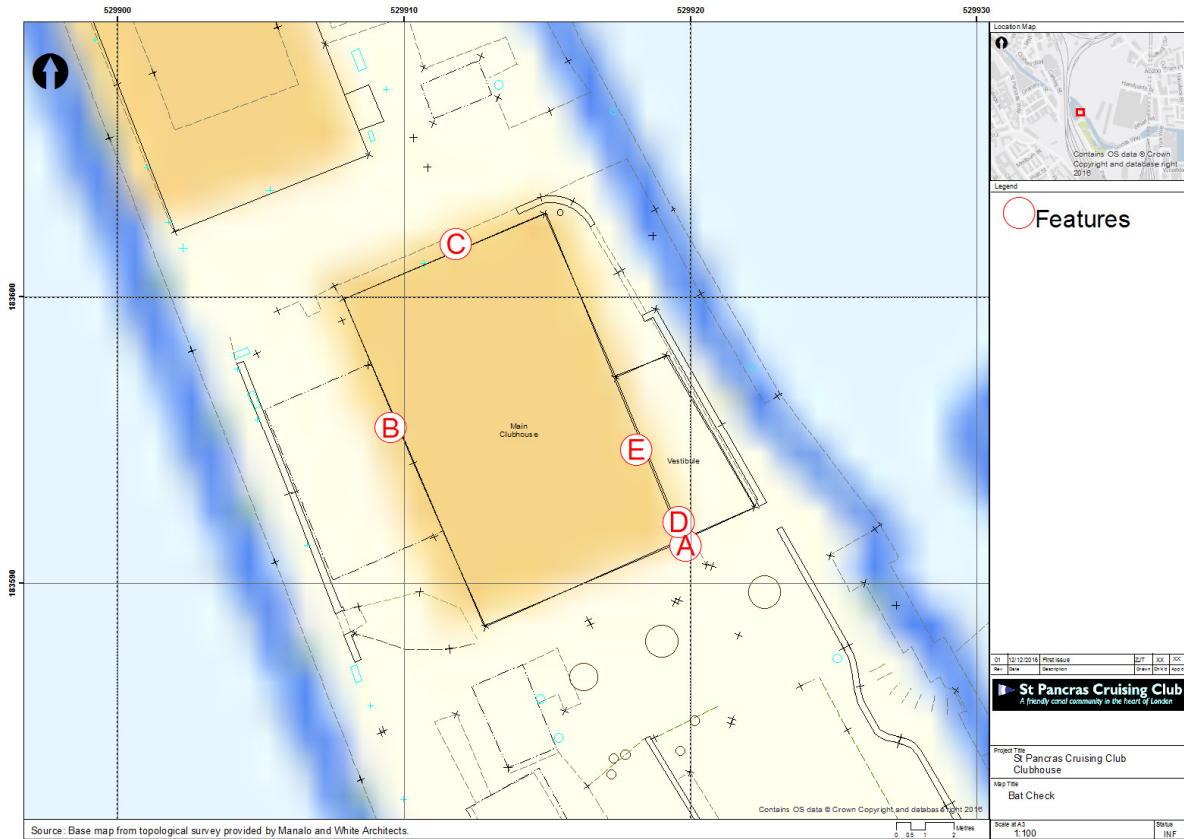 529900
529910
529920
529930
183600
183590
C
B
E
D
A
Main
Clubhouse
Vestibule
Contains OS data © Crown Copyright and database right 2016
Source: Base map from topological survey provided by Manalo and White Architects.
0 0.5 1 2 Metres
Location Map
Contains OS data © Crown
Copyright and database right
2016
Legend
Features
01 12/12/2016 First Issue ZJT XX XX
Rev Date Description Drawn Chk'd App'd
St Pancras Cruising Club
A friendly canal community in the heart of London
Project Title
St Pancras Cruising Club
Clubhouse
Map Title
Bat Check
Scale at A3
1:100
Status
INF